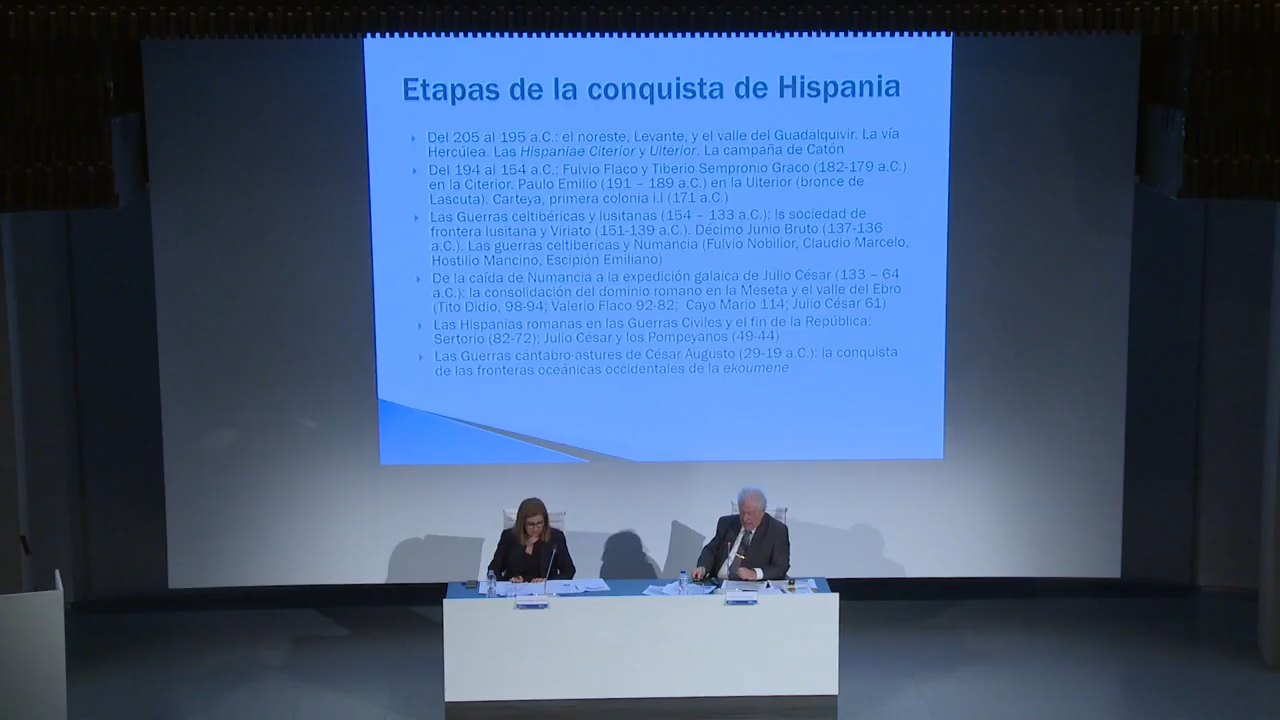 Etapas de la conquista de Hispania
Del 205 al 195 a.C.: el noreste, Levante, y el valle del Guadalquivir. La vía
Hercúlea. Las Hispaniae Citerior y Ulterior. La campaña de Catón
Del 194 al 154 a.C.: Fulvio Flaco y Tiberio Sempronio Graco (182-179 a.C.)
en la Citerior. Paulo Emilio (191 – 189 a.C.) en la Ulterior (bronce de
Lascuta). Carteya, primera colonia i.l (171 a.C.)
Las Guerras celtibéricas y lusitanas (154 – 133 a.C.): ls sociedad de
frontera lusitana y Viriato (151-139 a.C.). Décimo Junio Bruto (137-136
a.C.). Las guerras celtibericas y Numancia (Fulvio Nobilior, Claudio Marcelo,
Hostilio Mancino, Escipión Emiliano)
De la caída de Numancia a la expedición galaica de Julio César (133 – 64
a.C.): la consolidación del dominio romano en la Meseta y el valle del Ebro
(Tito Didio, 98-94; Valerio Flaco 92-82; Cayo Mario 114; Julio César 61)
Las Hispanias romanas en las Guerras Civiles y el fin de la República:
Sertorio (82-72); Julio César y los Pompeyanos (49-44)
Las Guerras cántabro-astures de César Augusto (29-19 a.C.): la conquista
de las fronteras oceánicas occidentales de la ekoumene